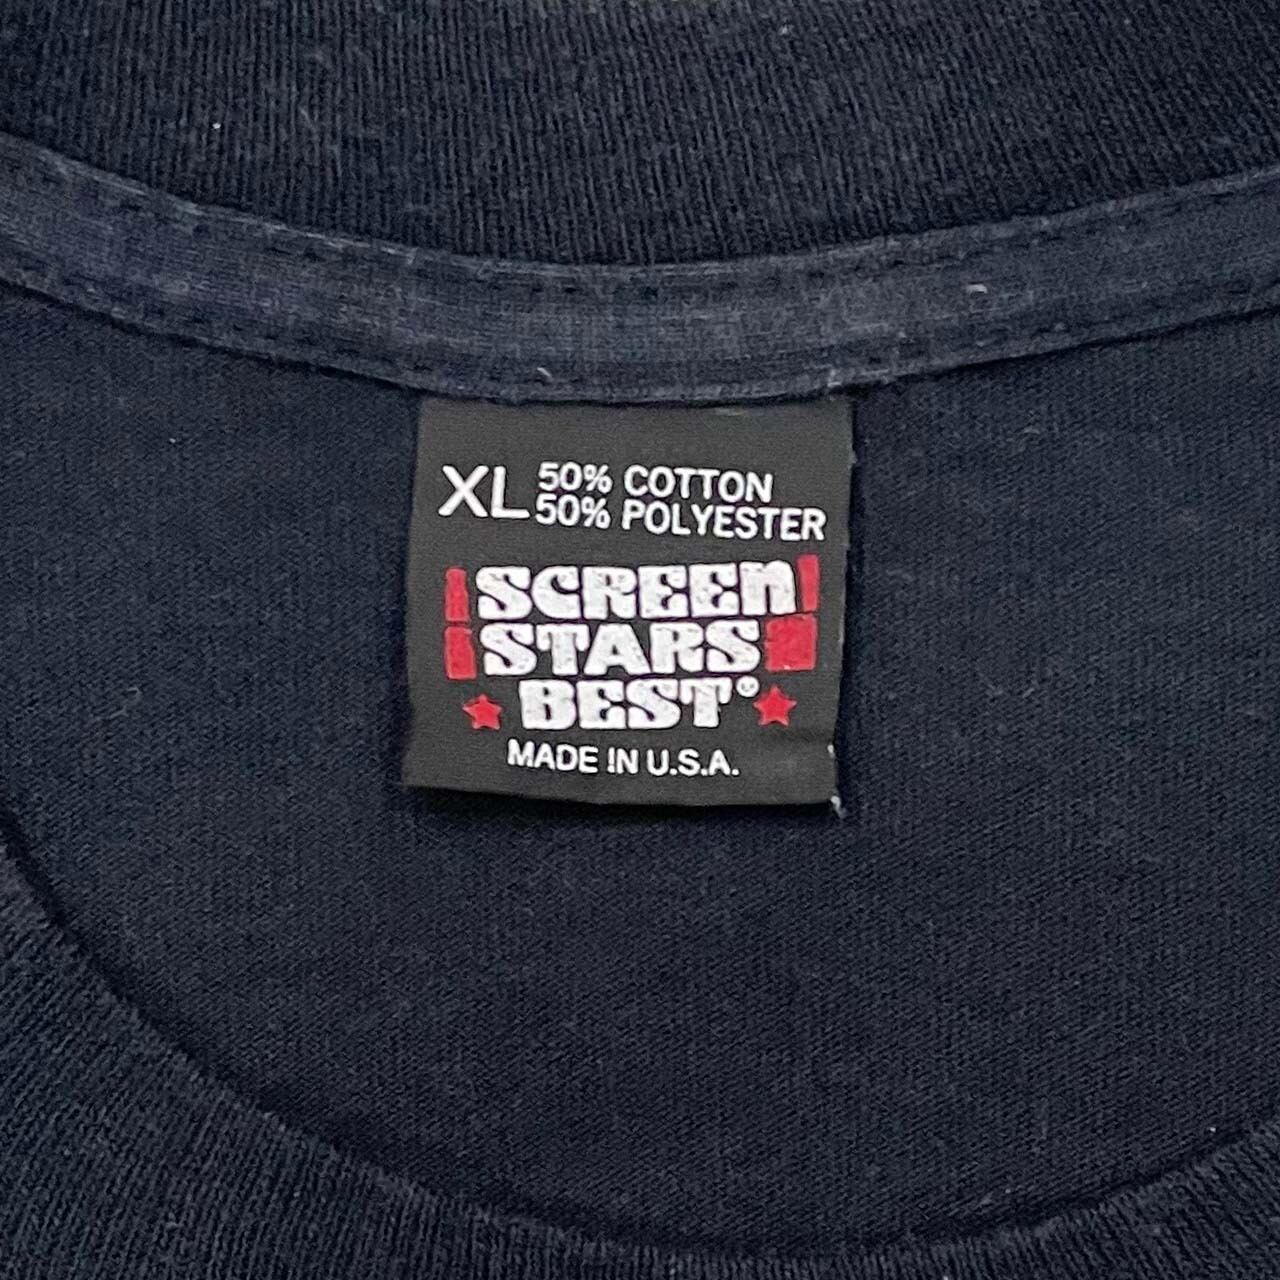 XL 50% COTTON
50% POLYESTER
SCREEN
STARS
BEST®
MADE IN U.S.A.